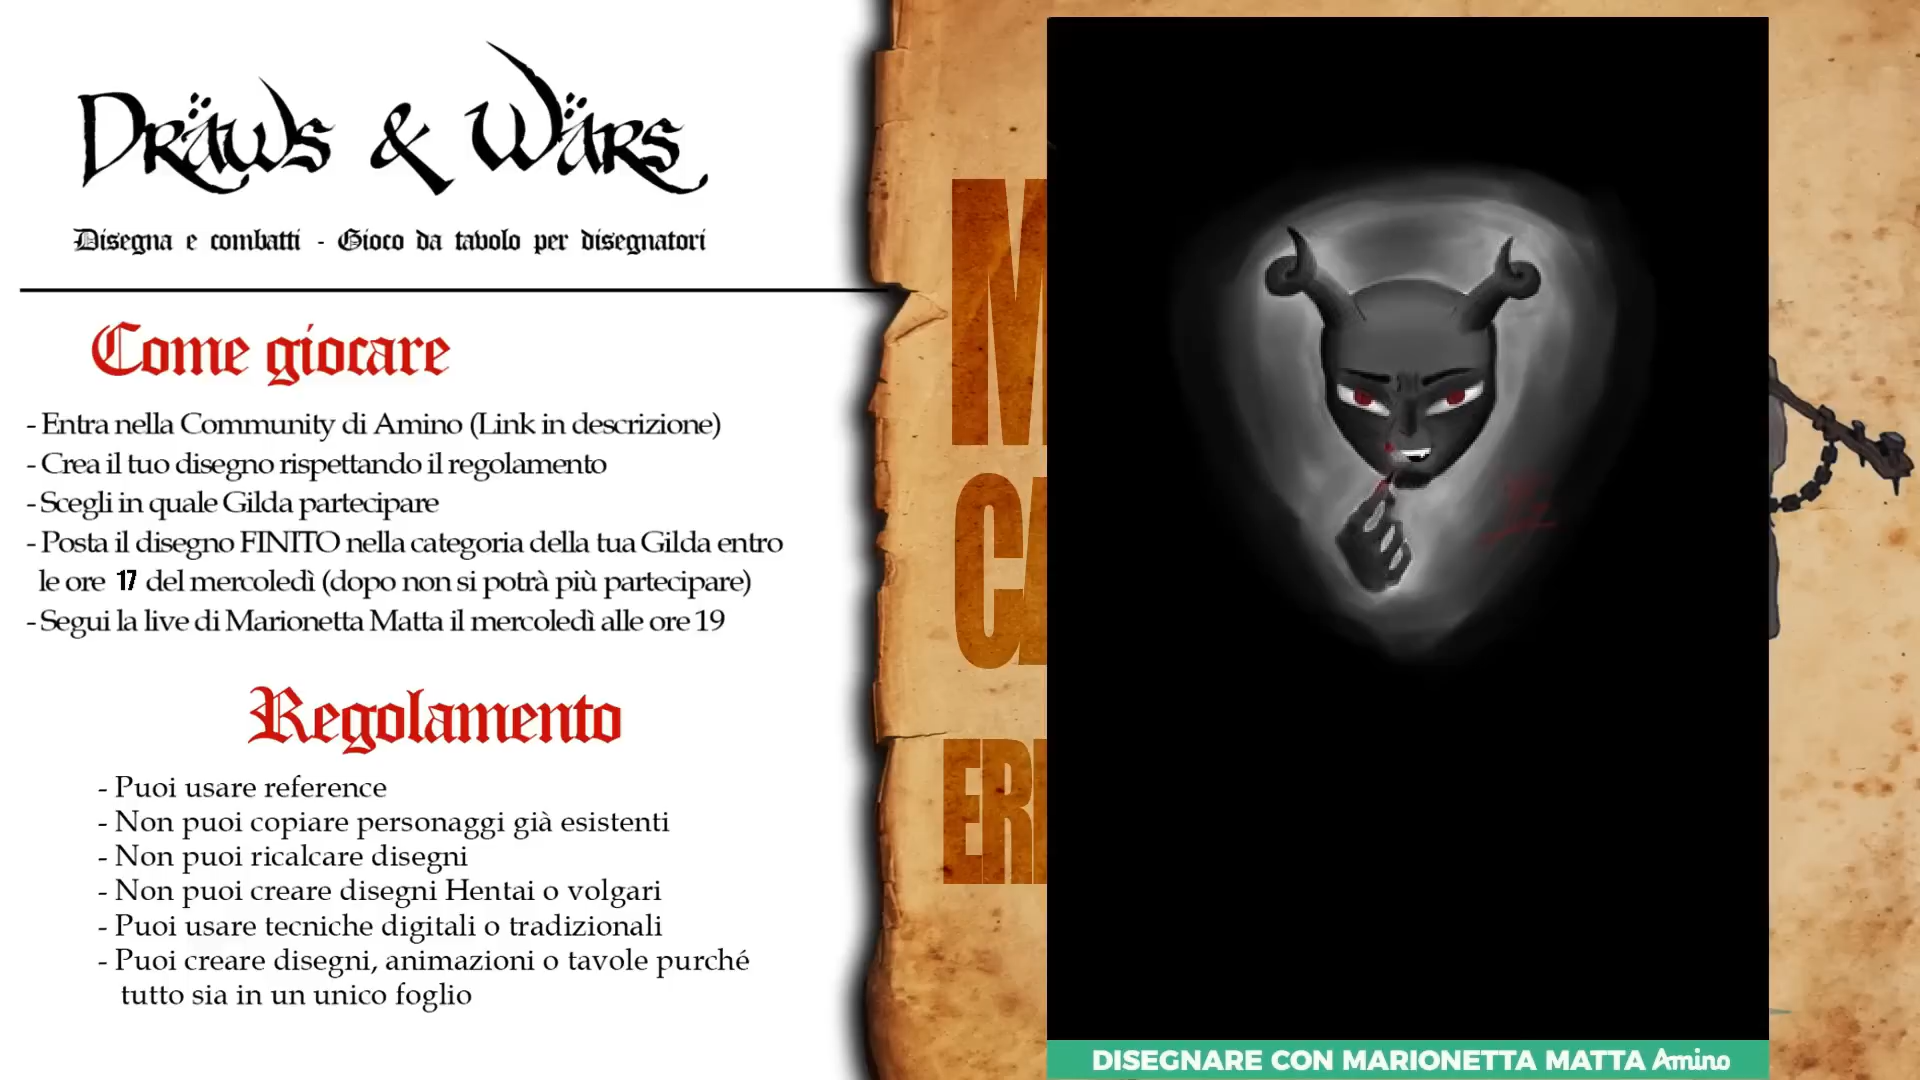 Draws & Wars
Disegna e combatti - Gioco da tavolo per disegnatori
Come giocare
- Entra nella Community di Amino (Link in descrizione)
- Crea il tuo disegno rispettando il regolamento
- Scegli in quale Gilda partecipare
- Posta il disegno FINITO nella categoria della tua Gilda entro
le ore 17 del mercoledì (dopo non si potrà più partecipare)
- Segui la live di Marionetta Matta il mercoledì alle ore 19
Regolamento
- Puoi usare reference
- Non puoi copiare personaggi già esistenti
- Non puoi ricalcare disegni
- Non puoi creare disegni Hentai o volgari
- Puoi usare tecniche digitali o tradizionali
- Puoi creare disegni, animazioni o tavole purché
tutto sia in un unico foglio
DISEGNARE CON MARIONETTA MATTA Amino